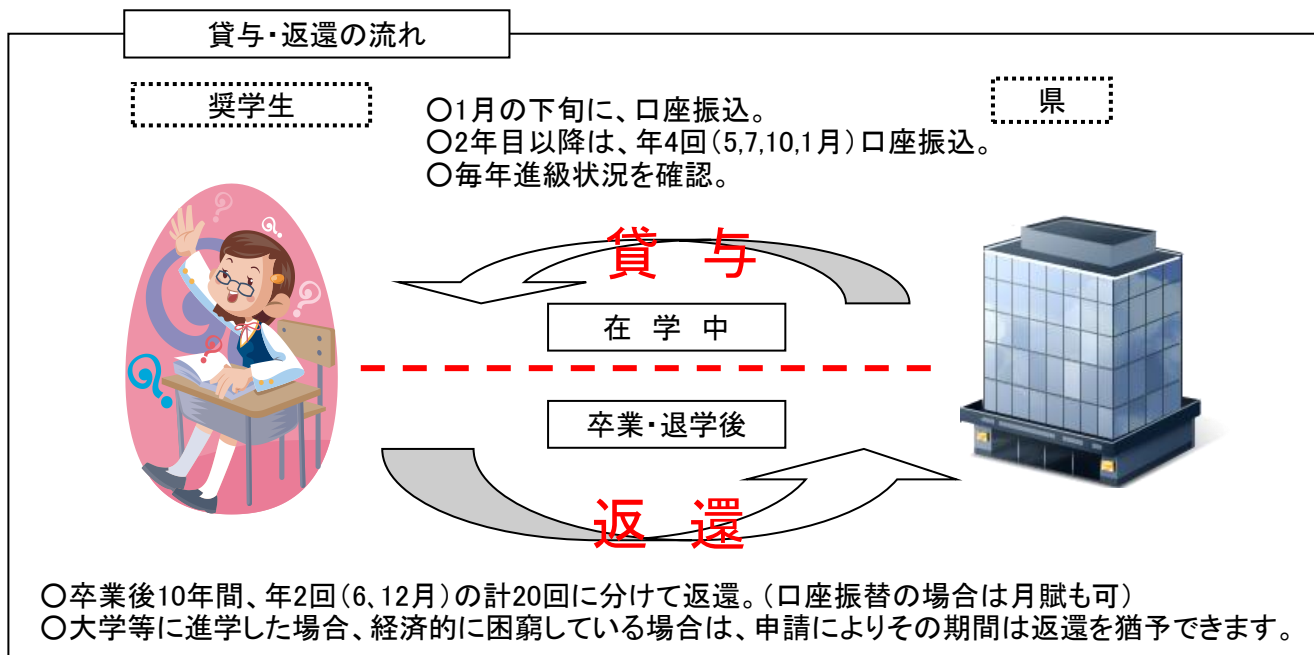 貸与・返還の流れ
奨学生
県
○1月の下旬に、口座振込。
○2年目以降は、年4回(5,7,10,1月)口座振込。
○毎年進級状況を確認。
貸 与
在 学 中
卒業・退学後
返 還
○卒業後10年間、年2回(6、12月)の計20回に分けて返還。(口座振替の場合は月賦も可)
○大学等に進学した場合、経済的に困窮している場合は、申請によりその期間は返還を猶予できます。